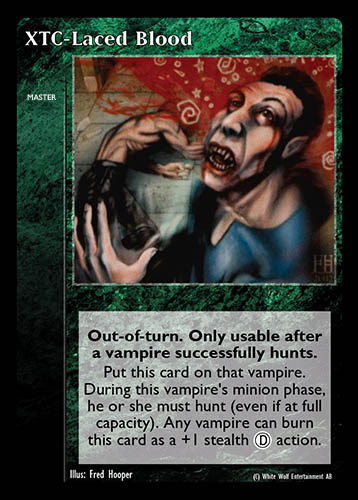 XTC-Laced Blood
MASTER
FH
Out-of-turn. Only usable after
a vampire successfully hunts.
Put this card on that vampire.
During this vampire's minion phase,
he or she must hunt (even if at full
capacity). Any vampire can burn
this card as a +1 stealth Ⓓ action.
Illus: Fred Hooper
(C) White Wolf Entertainment AB